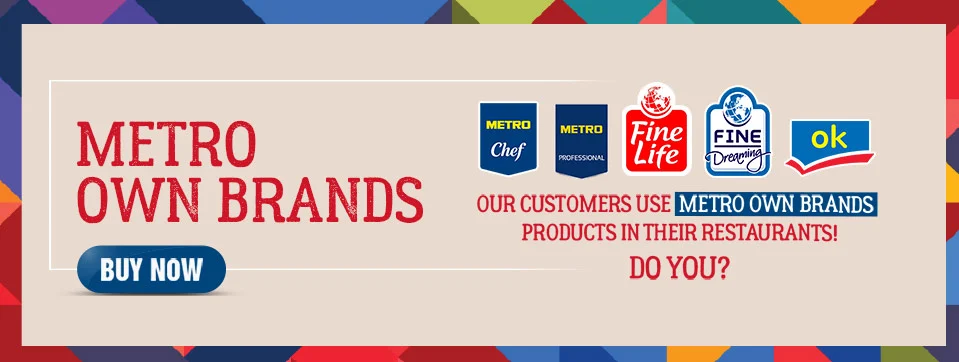 METRO
OWN BRANDS
BUY NOW
METRO
Chef
METRO
PROFESSIONAL
Fine
Life
FINE
Dreaming
ok
OUR CUSTOMERS USE METRO OWN BRANDS
PRODUCTS IN THEIR RESTAURANTS!
DO YOU?